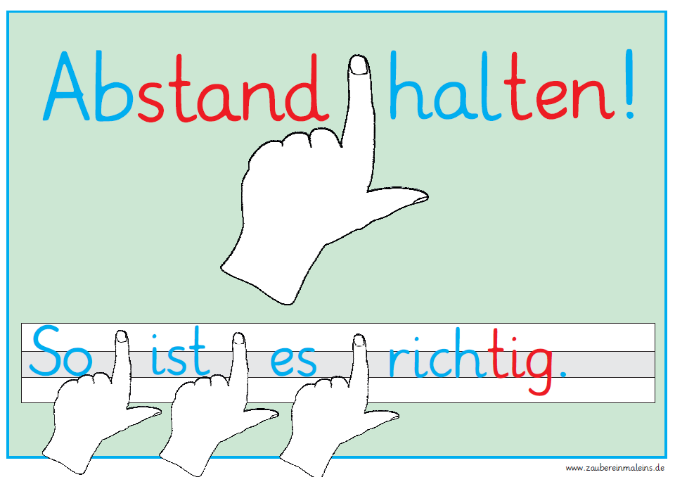 Abstand halten!
So ist es richtig.
www.zaubereinmaleins.de